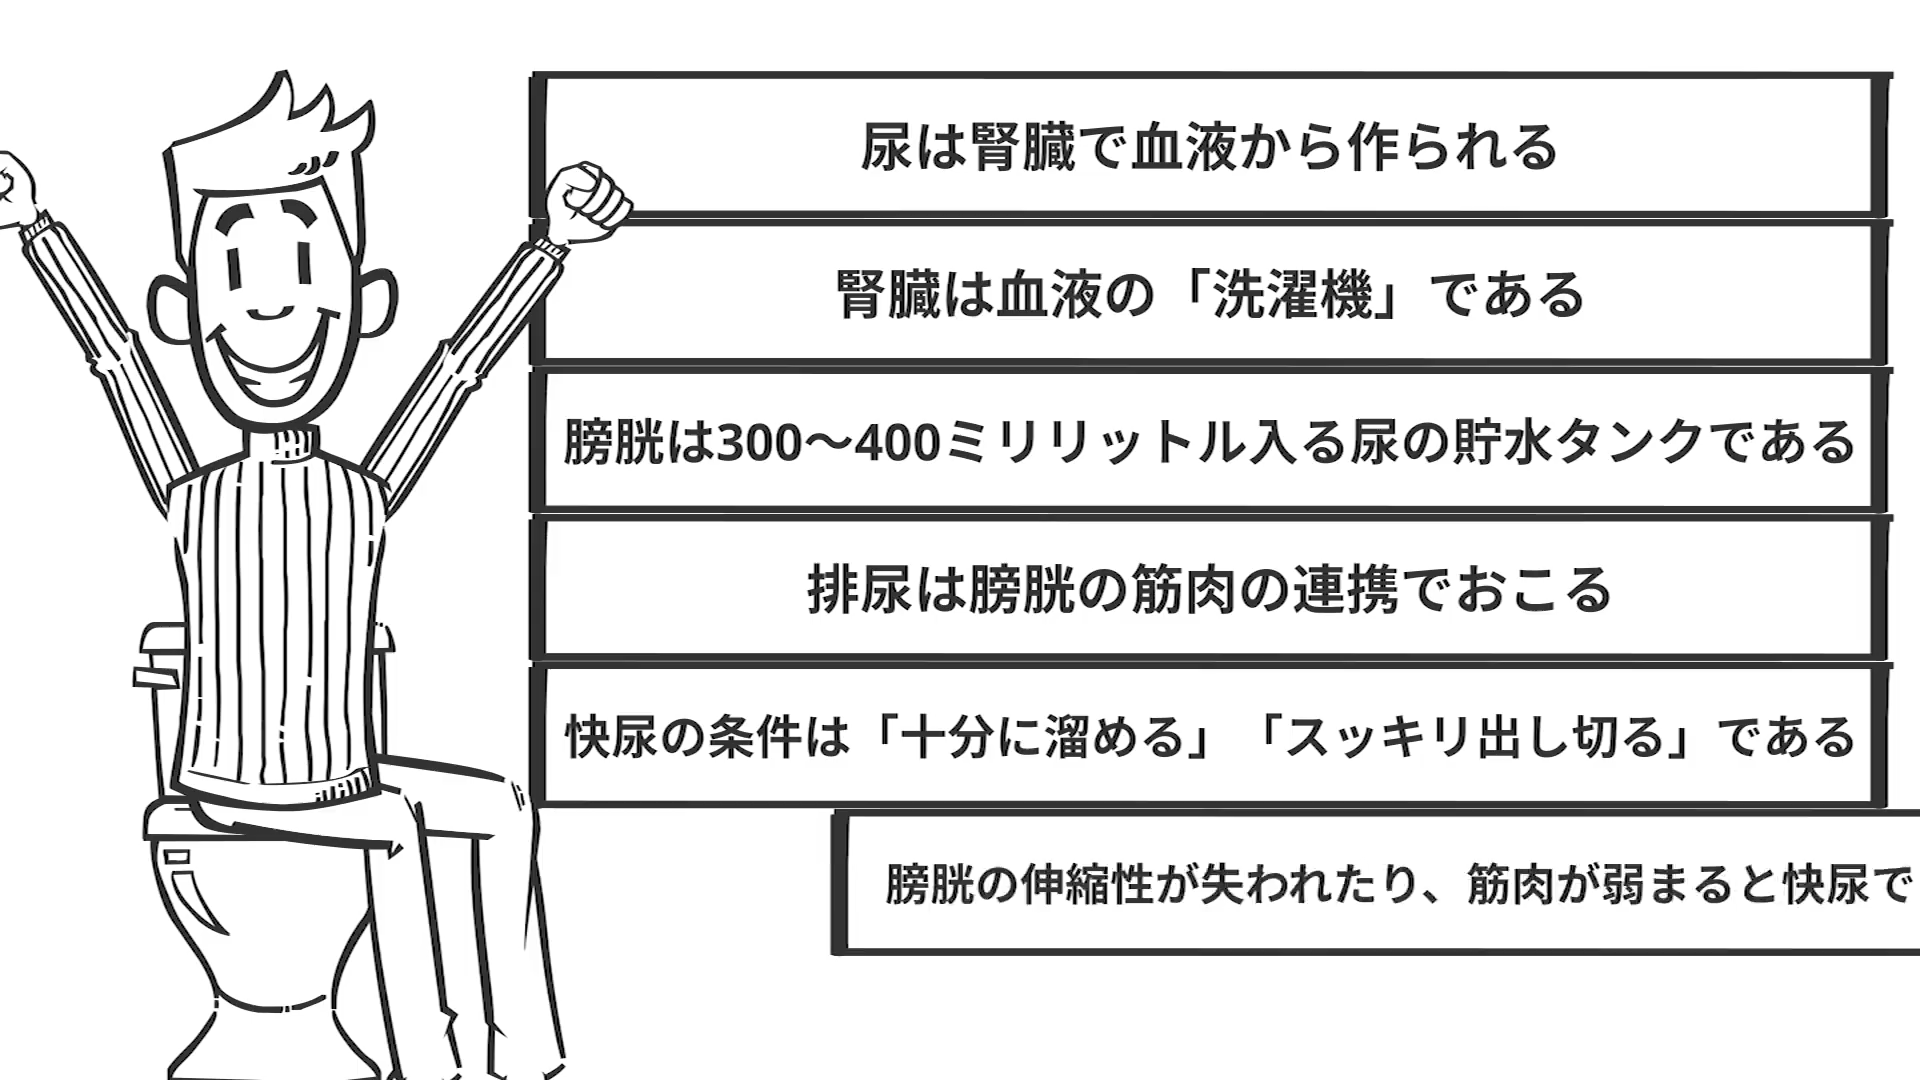 尿は腎臓で血液から作られる
腎臓は血液の「洗濯機」である
膀胱は300〜400ミリリットル入る尿の貯水タンクである
排尿は膀胱の筋肉の連携でおこる
快尿の条件は「十分に溜める」「スッキリ出し切る」である
膀胱の伸縮性が失われたり、筋肉が弱まると快尿で